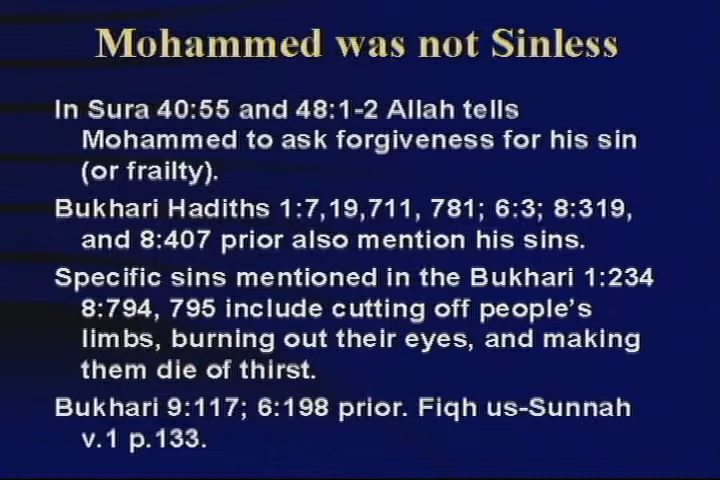 Mohammed was not Sinless
In Sura 40:55 and 48:1-2 Allah tells
Mohammed to ask forgiveness for his sin
(or frailty).
Bukhari Hadiths 1:7,19,711, 781; 6:3; 8:319,
and 8:407 prior also mention his sins.
Specific sins mentioned in the Bukhari 1:234
8:794, 795 include cutting off people's
limbs, burning out their eyes, and making
them die of thirst.
Bukhari 9:117; 6:198 prior. Fiqh us-Sunnah
v.1 p.133.